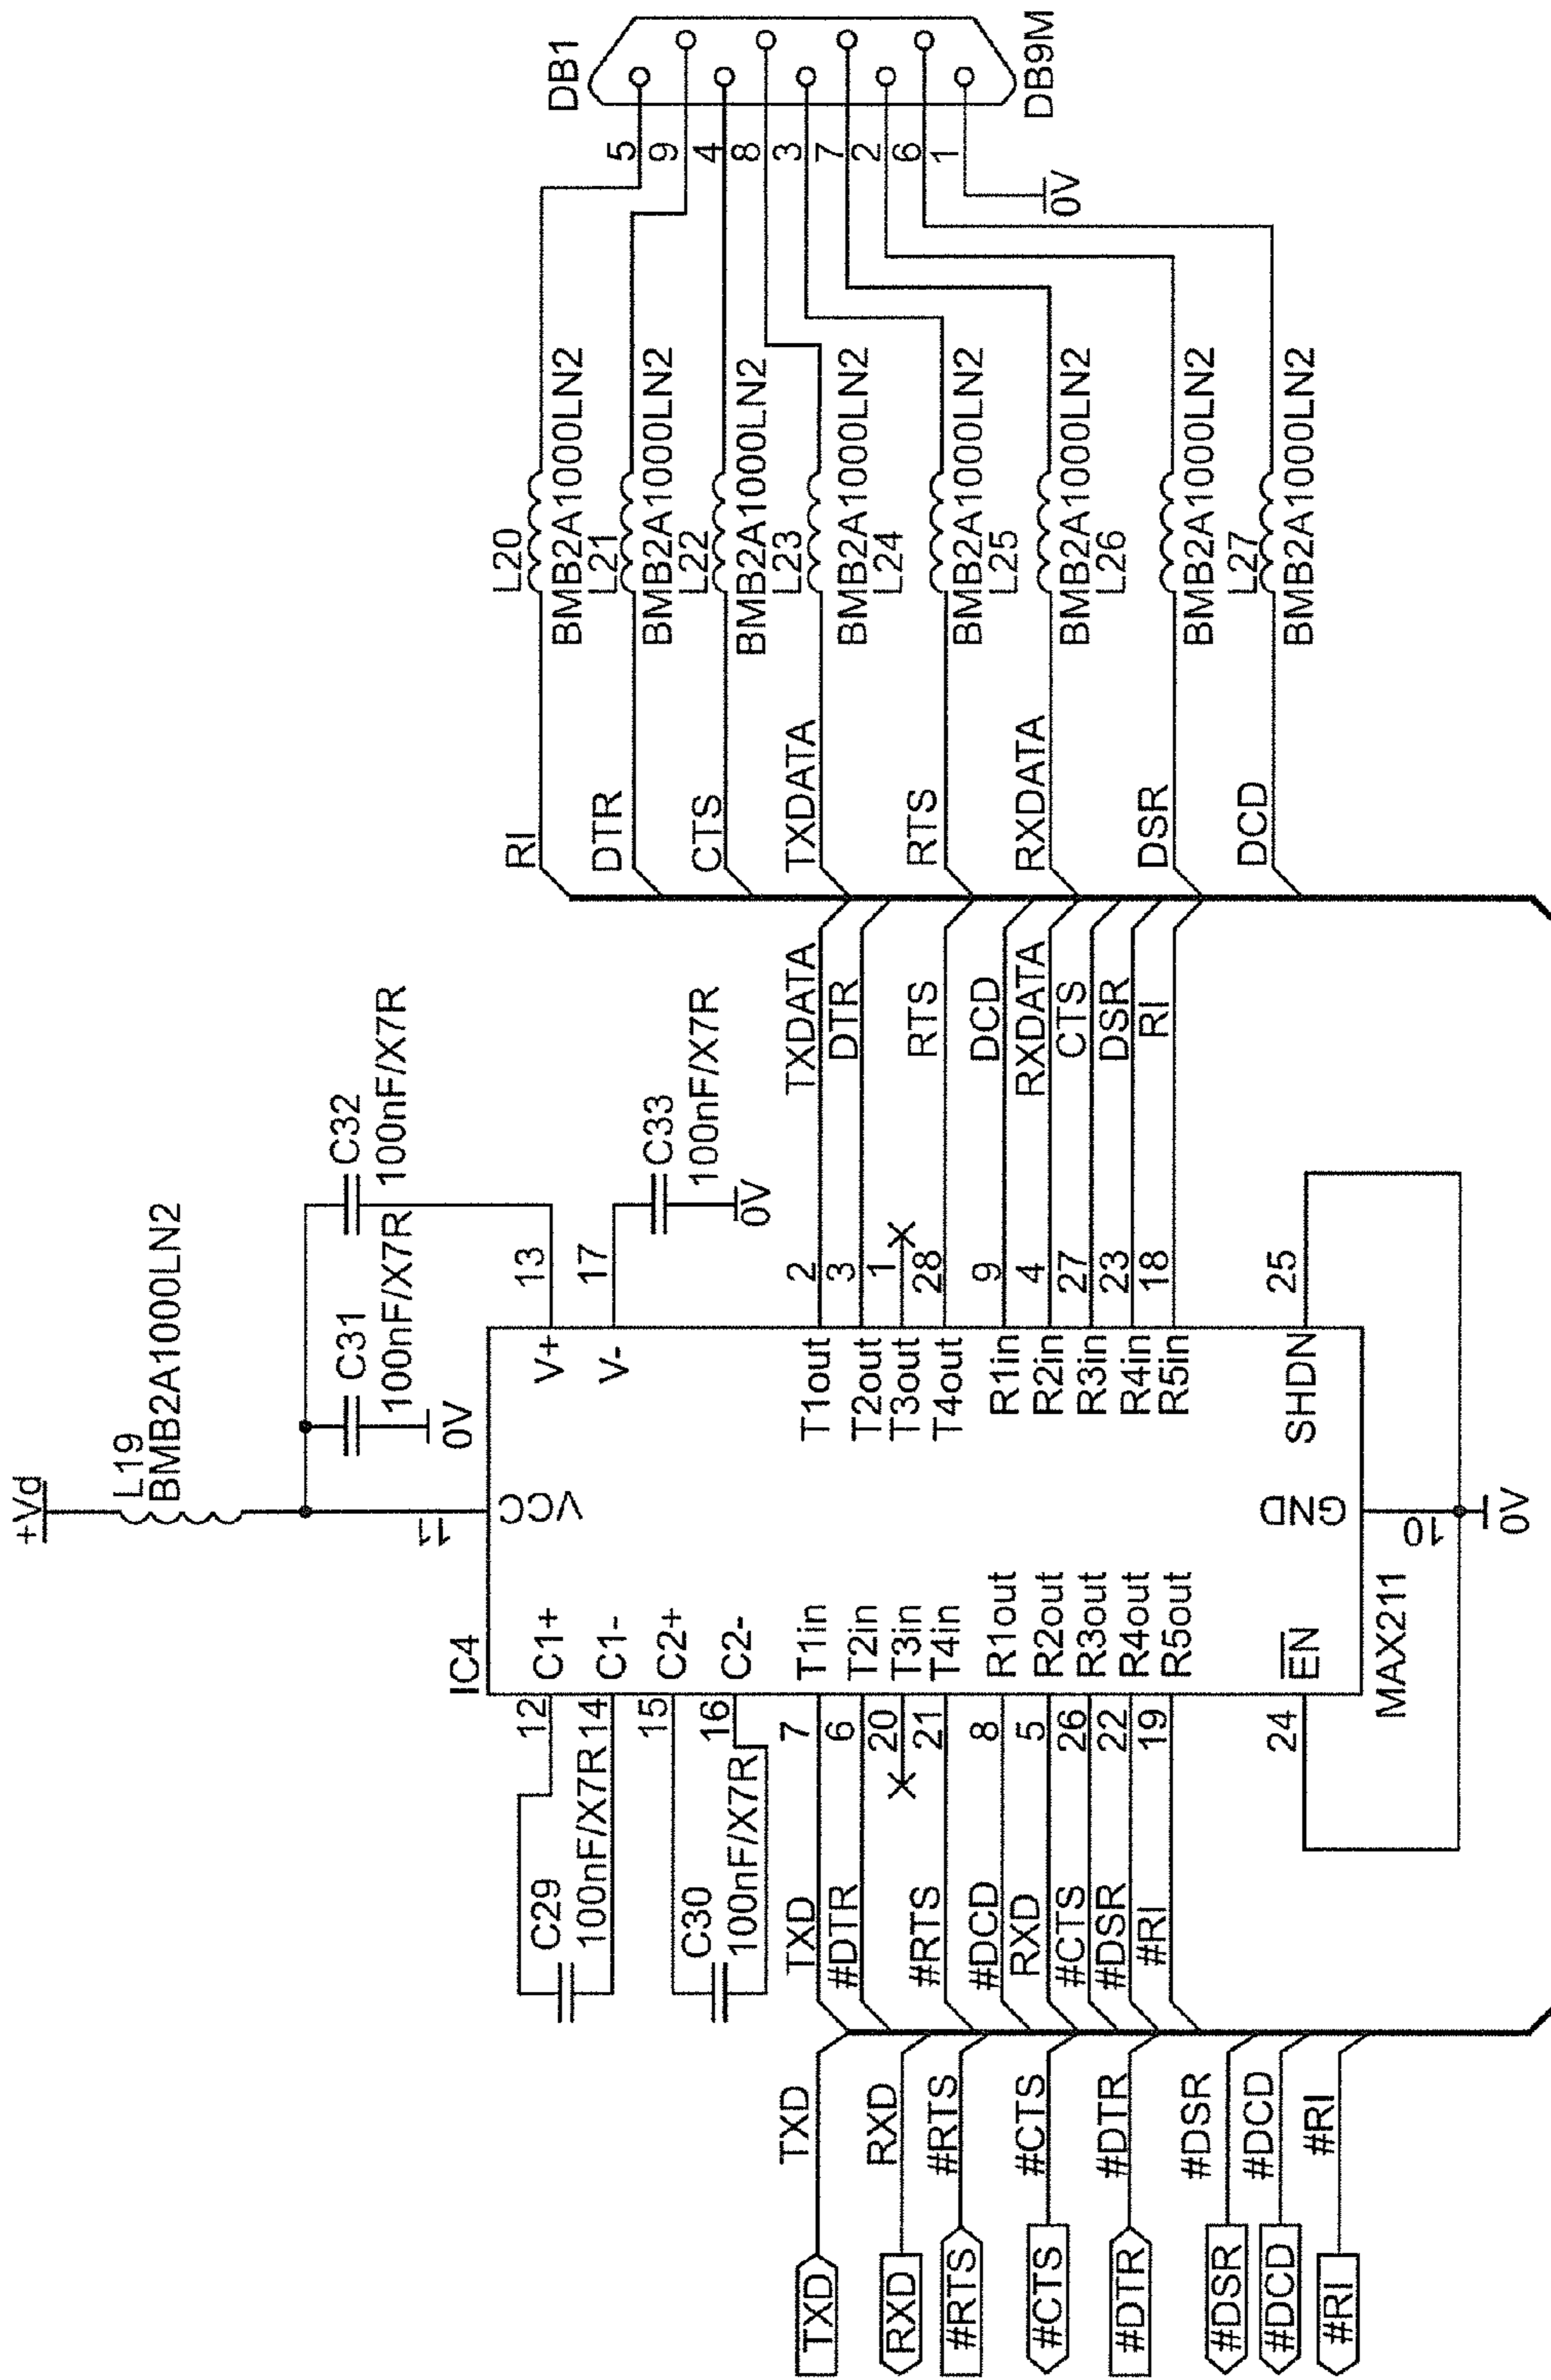 +Vd
L19
BMB2A1000LN2
C31
100nF/X7R
0V
C32
100nF/X7R
C33
100nF/X7R
0V
IC4
11
VCC
12
C1+
14
C1-
15
C2+
16
C2-
C29
100nF/X7R
C30
100nF/X7R
V+
13
V-
17
TXD
7
T1in
#DTR
6
T2in
20
T3in
#RTS
21
T4in
#DCD
8
R1out
RXD
5
R2out
#CTS
26
R3out
#DSR
22
R4out
#RI
19
R5out
24
EN
MAX211
T1out
2
TXDATA
T2out
3
DTR
T3out
1
T4out
28
RTS
R1in
9
DCD
R2in
4
RXDATA
R3in
27
CTS
R4in
23
DSR
R5in
18
RI
SHDN
25
GND
10
0V
TXD
TXD
RXD
RXD
#RTS
#RTS
#CTS
#CTS
#DTR
#DTR
#DSR
#DSR
#DCD
#DCD
#RI
#RI
RI
L20
BMB2A1000LN2
DTR
L21
BMB2A1000LN2
CTS
L22
BMB2A1000LN2
TXDATA
L23
BMB2A1000LN2
RTS
L24
BMB2A1000LN2
RXDATA
L25
BMB2A1000LN2
DSR
L26
BMB2A1000LN2
DCD
L27
BMB2A1000LN2
DB1
5
9
4
8
3
7
2
6
1
0V
DB9M